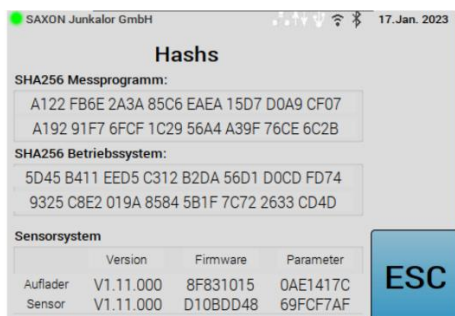 SAXON Junkalor GmbH 17.Jan. 2023
Hashs
SHA256 Messprogramm:
A122 FB6E 2A3A 85C6 EAEA 15D7 D0A9 CF07
A192 91F7 6FCF 1C29 56A4 A39F 76CE 6C2B
SHA256 Betriebssystem:
5D45 B411 EED5 C312 B2DA 56D1 D0CD FD74
9325 C8E2 019A 8584 5B1F 7C72 2633 CD4D
Sensorsystem
Version Firmware Parameter
Auflader V1.11.000 8F831015 0AE1417C
Sensor V1.11.000 D10BDD48 69FCF7AF
ESC